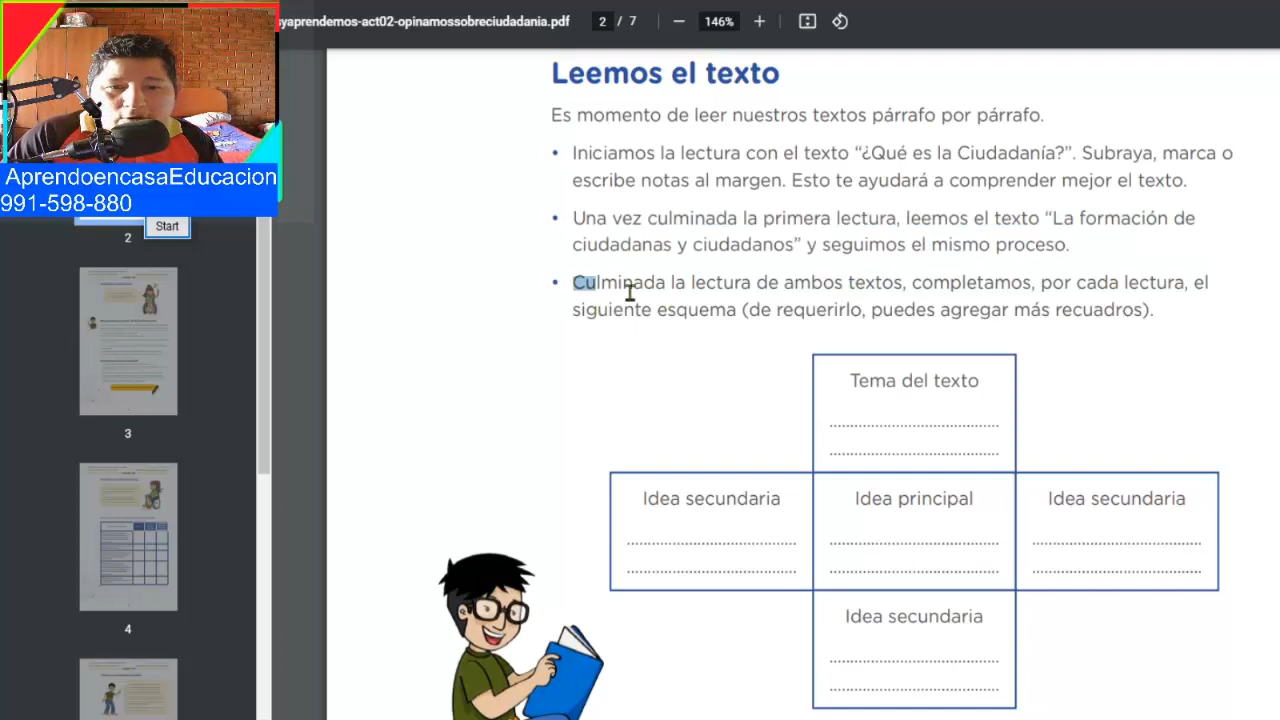 yaprendemos-act02-opinamossobreciudadania.pdf
2 / 7
146%
AprendoencasaEducacion
991-598-880
Start
2
3
4
Leemos el texto
Es momento de leer nuestros textos párrafo por párrafo.
• Iniciamos la lectura con el texto “¿Qué es la Ciudadanía?”. Subraya, marca o
escribe notas al margen. Esto te ayudará a comprender mejor el texto.
• Una vez culminada la primera lectura, leemos el texto “La formación de
ciudadanas y ciudadanos” y seguimos el mismo proceso.
• Culminada la lectura de ambos textos, completamos, por cada lectura, el
siguiente esquema (de requerirlo, puedes agregar más recuadros).
Tema del texto
Idea secundaria
Idea principal
Idea secundaria
Idea secundaria